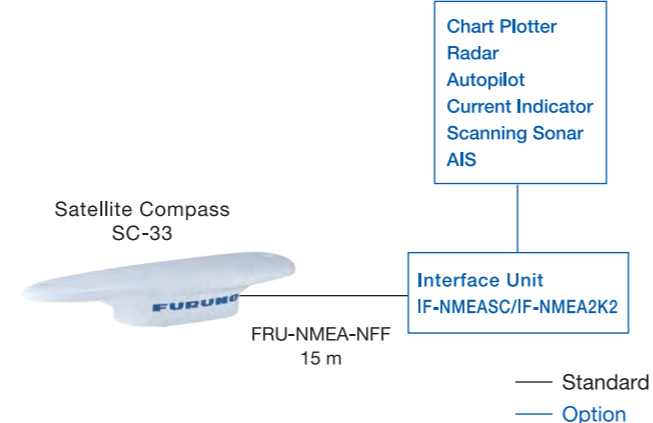 Chart Plotter
Radar
Autopilot
Current Indicator
Scanning Sonar
AIS
Satellite Compass
SC-33
FURUNO
Interface Unit
IF-NMEASC/IF-NMEA2K2
FRU-NMEA-NFF
15 m
Standard
Option